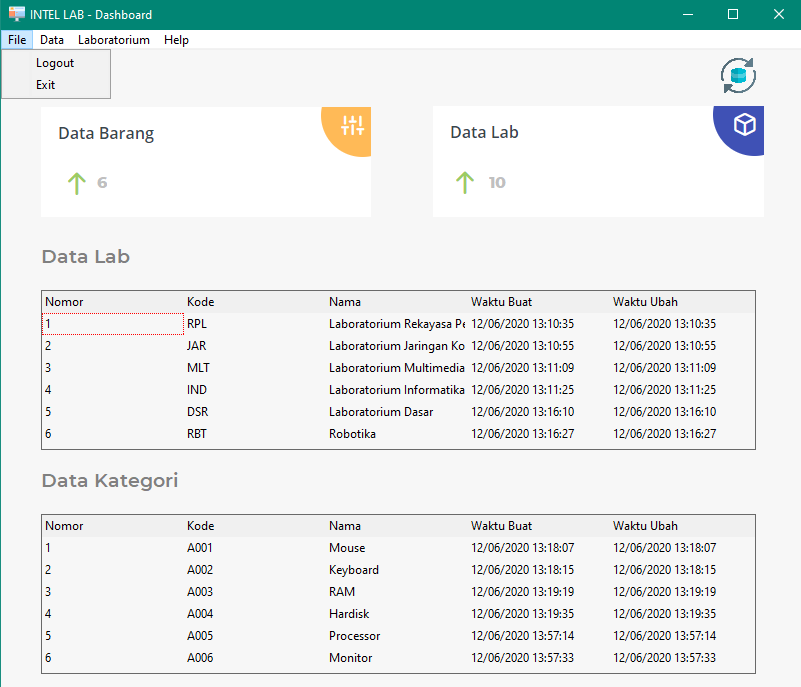 INTEL LAB - Dashboard
File Data Laboratorium Help
Logout
Exit
Data Barang
6
Data Lab
10
Data Lab
Nomor Kode Nama Waktu Buat Waktu Ubah
1 RPL Laboratorium Rekayasa Pe 12/06/2020 13:10:35 12/06/2020 13:10:35
2 JAR Laboratorium Jaringan Ko 12/06/2020 13:10:55 12/06/2020 13:10:55
3 MLT Laboratorium Multimedia 12/06/2020 13:11:09 12/06/2020 13:11:09
4 IND Laboratorium Informatika 12/06/2020 13:11:25 12/06/2020 13:11:25
5 DSR Laboratorium Dasar 12/06/2020 13:16:10 12/06/2020 13:16:10
6 RBT Robotika 12/06/2020 13:16:27 12/06/2020 13:16:27
Data Kategori
Nomor Kode Nama Waktu Buat Waktu Ubah
1 A001 Mouse 12/06/2020 13:18:07 12/06/2020 13:18:07
2 A002 Keyboard 12/06/2020 13:18:15 12/06/2020 13:18:15
3 A003 RAM 12/06/2020 13:19:19 12/06/2020 13:19:19
4 A004 Hardisk 12/06/2020 13:19:35 12/06/2020 13:19:35
5 A005 Processor 12/06/2020 13:57:14 12/06/2020 13:57:14
6 A006 Monitor 12/06/2020 13:57:33 12/06/2020 13:57:33